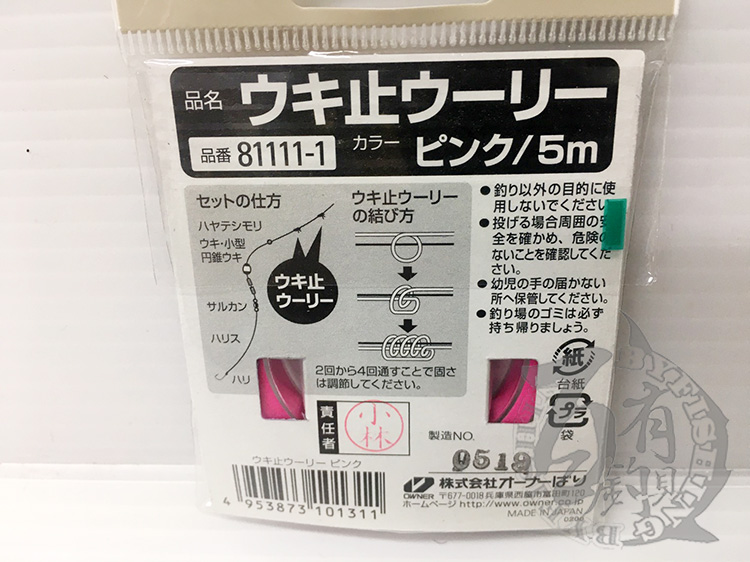 品名 ウキ止ウーリー
品番 81111-1 カラー ピンク/5m
セットの仕方
ハヤテシモリ
ウキ・小型
円錐ウキ
ウキ止
ウーリー
サルカン
ハリス
ハリ
ウキ止ウーリー
の結び方
2回から4回通すことで固さ
は調節してください。
●釣り以外の目的に使
用しないでください
●投げる場合周囲の安
全を確かめ、危険の
ないことを確認してくだ
さい。
●幼児の手の届かない
所へ保管してください。
●釣り場のゴミは必ず
持ち帰りましょう。
紙
台紙
プラ
袋
責任者
小林
製造NO.
9519
ウキ止ウーリー ピンク
4 953873 101311
OWNER 株式会社オーナーばり
〒677-0018 兵庫県西脇市富田町120
ホームページ http://www.owner.co.jp
MADE IN JAPAN
0200
有
BYFISHING